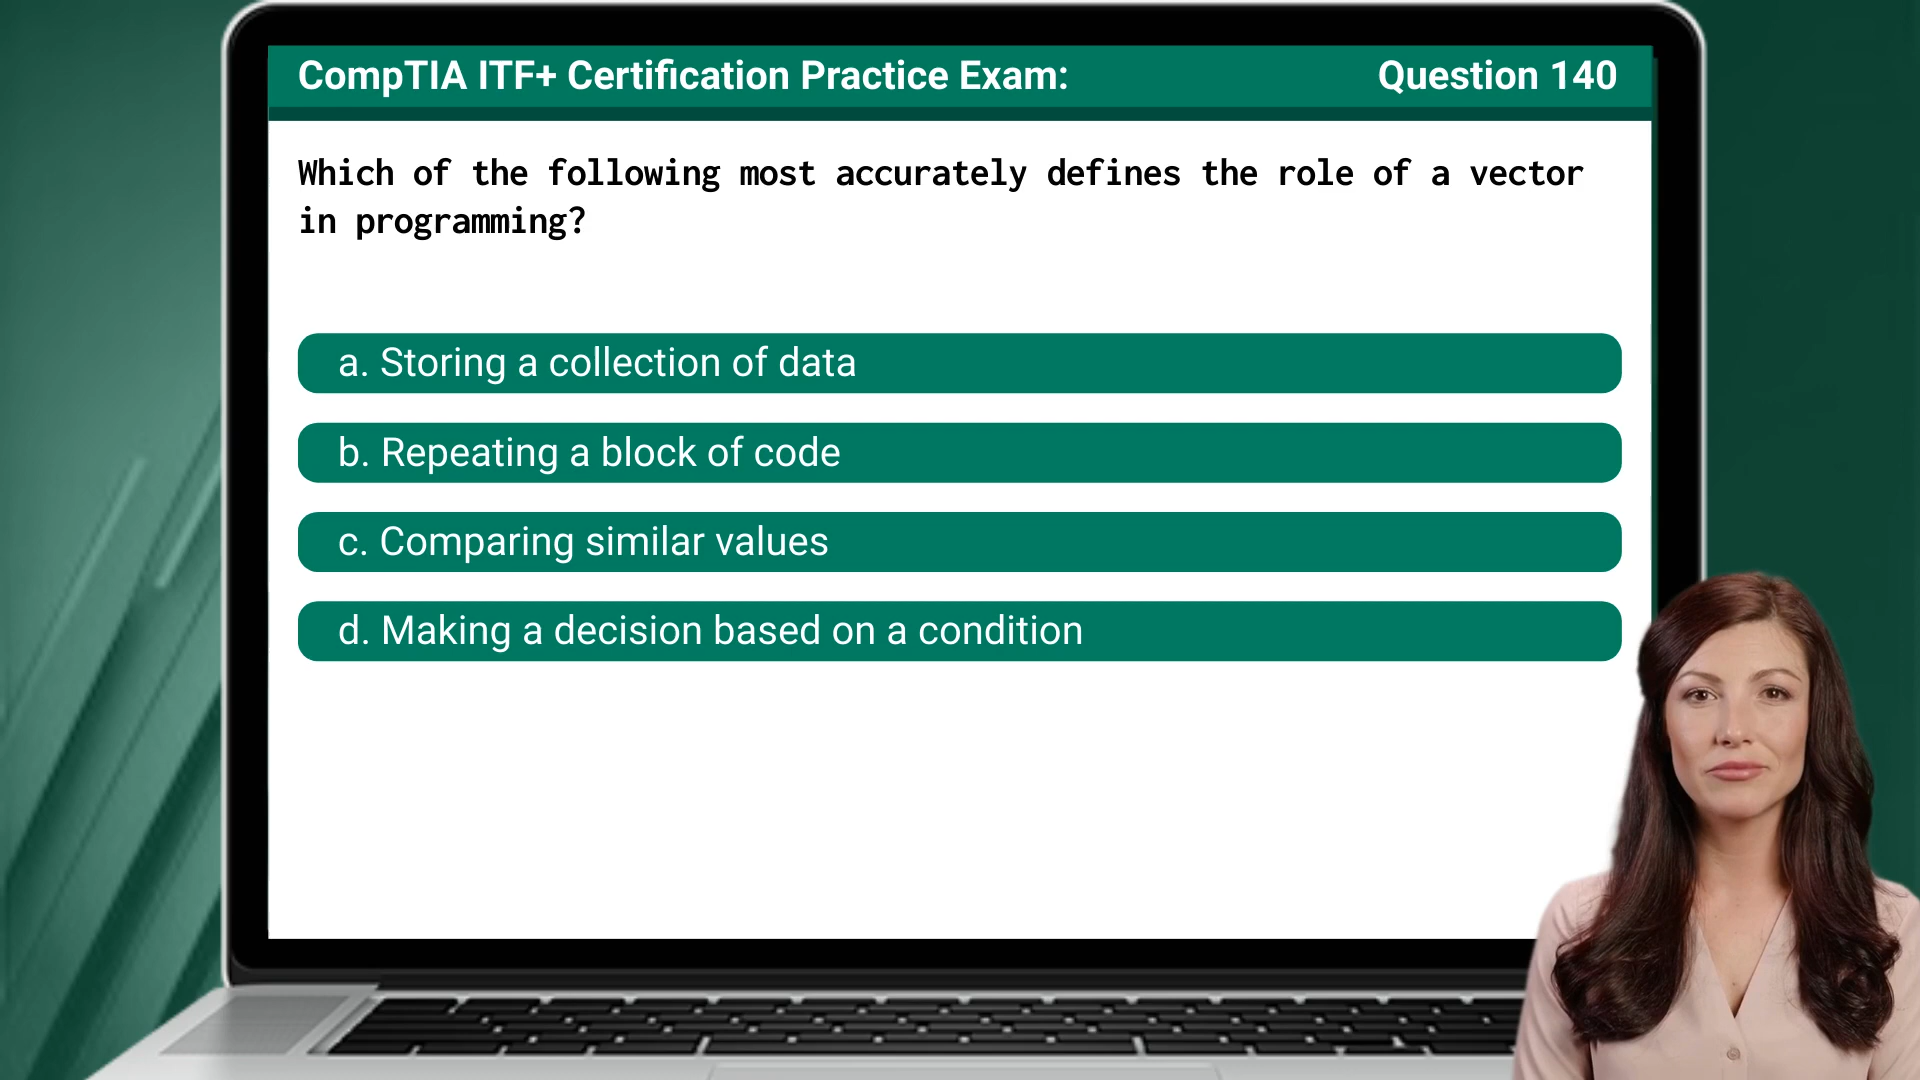 CompTIA ITF+ Certification Practice Exam:
Question 140
Which of the following most accurately defines the role of a vector
in programming?
a. Storing a collection of data
b. Repeating a block of code
c. Comparing similar values
d. Making a decision based on a condition